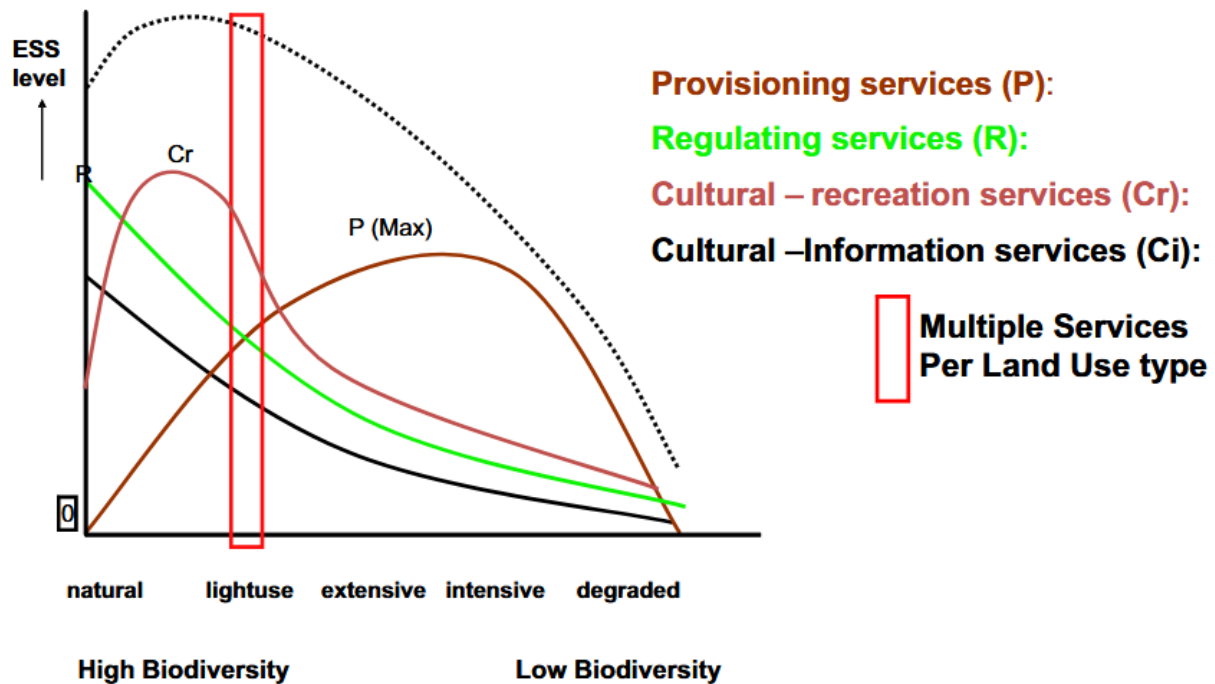 ESS
level
R
Cr
P (Max)
0
natural lightuse extensive intensive degraded
High Biodiversity Low Biodiversity
Provisioning services (P):
Regulating services (R):
Cultural – recreation services (Cr):
Cultural –Information services (Ci):
Multiple Services
Per Land Use type